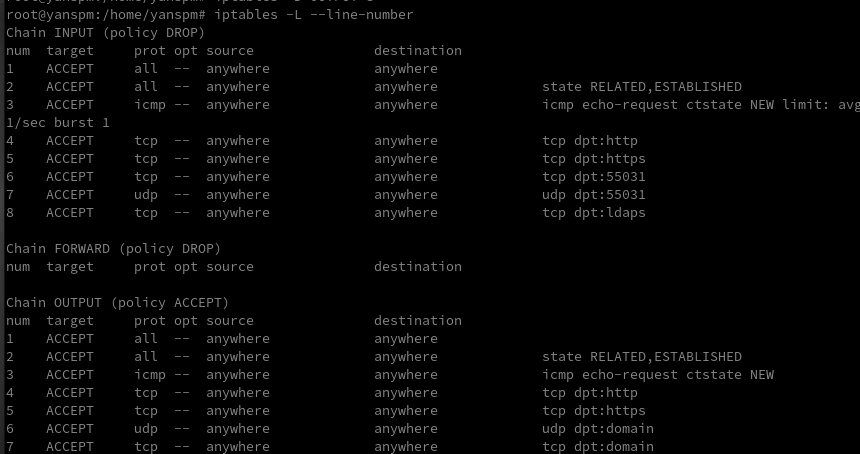 root@yanspm:/home/yanspm# iptables -L --line-number
Chain INPUT (policy DROP)
num  target     prot opt source               destination
1    ACCEPT     all  --  anywhere             anywhere
2    ACCEPT     all  --  anywhere             anywhere             state RELATED,ESTABLISHED
3    ACCEPT     icmp --  anywhere             anywhere             icmp echo-request ctstate NEW limit: avg
1/sec burst 1
4    ACCEPT     tcp  --  anywhere             anywhere             tcp dpt:http
5    ACCEPT     tcp  --  anywhere             anywhere             tcp dpt:https
6    ACCEPT     tcp  --  anywhere             anywhere             tcp dpt:55031
7    ACCEPT     udp  --  anywhere             anywhere             udp dpt:55031
8    ACCEPT     tcp  --  anywhere             anywhere             tcp dpt:ldaps
Chain FORWARD (policy DROP)
num  target     prot opt source               destination
Chain OUTPUT (policy ACCEPT)
num  target     prot opt source               destination
1    ACCEPT     all  --  anywhere             anywhere
2    ACCEPT     all  --  anywhere             anywhere             state RELATED,ESTABLISHED
3    ACCEPT     icmp --  anywhere             anywhere             icmp echo-request ctstate NEW
4    ACCEPT     tcp  --  anywhere             anywhere             tcp dpt:http
5    ACCEPT     tcp  --  anywhere             anywhere             tcp dpt:https
6    ACCEPT     udp  --  anywhere             anywhere             udp dpt:domain
7    ACCEPT     tcp  --  anywhere             anywhere             tcp dpt:domain